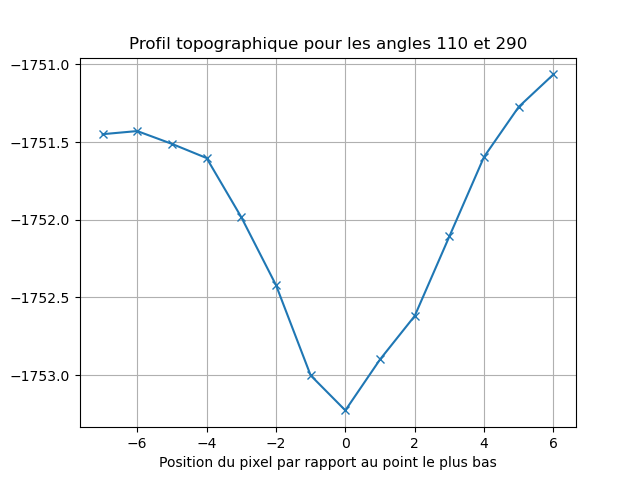 Profil topographique pour les angles 110 et 290
−1751.0
−1751.5
−1752.0
−1752.5
−1753.0
−6 −4 −2 0 2 4 6
Position du pixel par rapport au point le plus bas